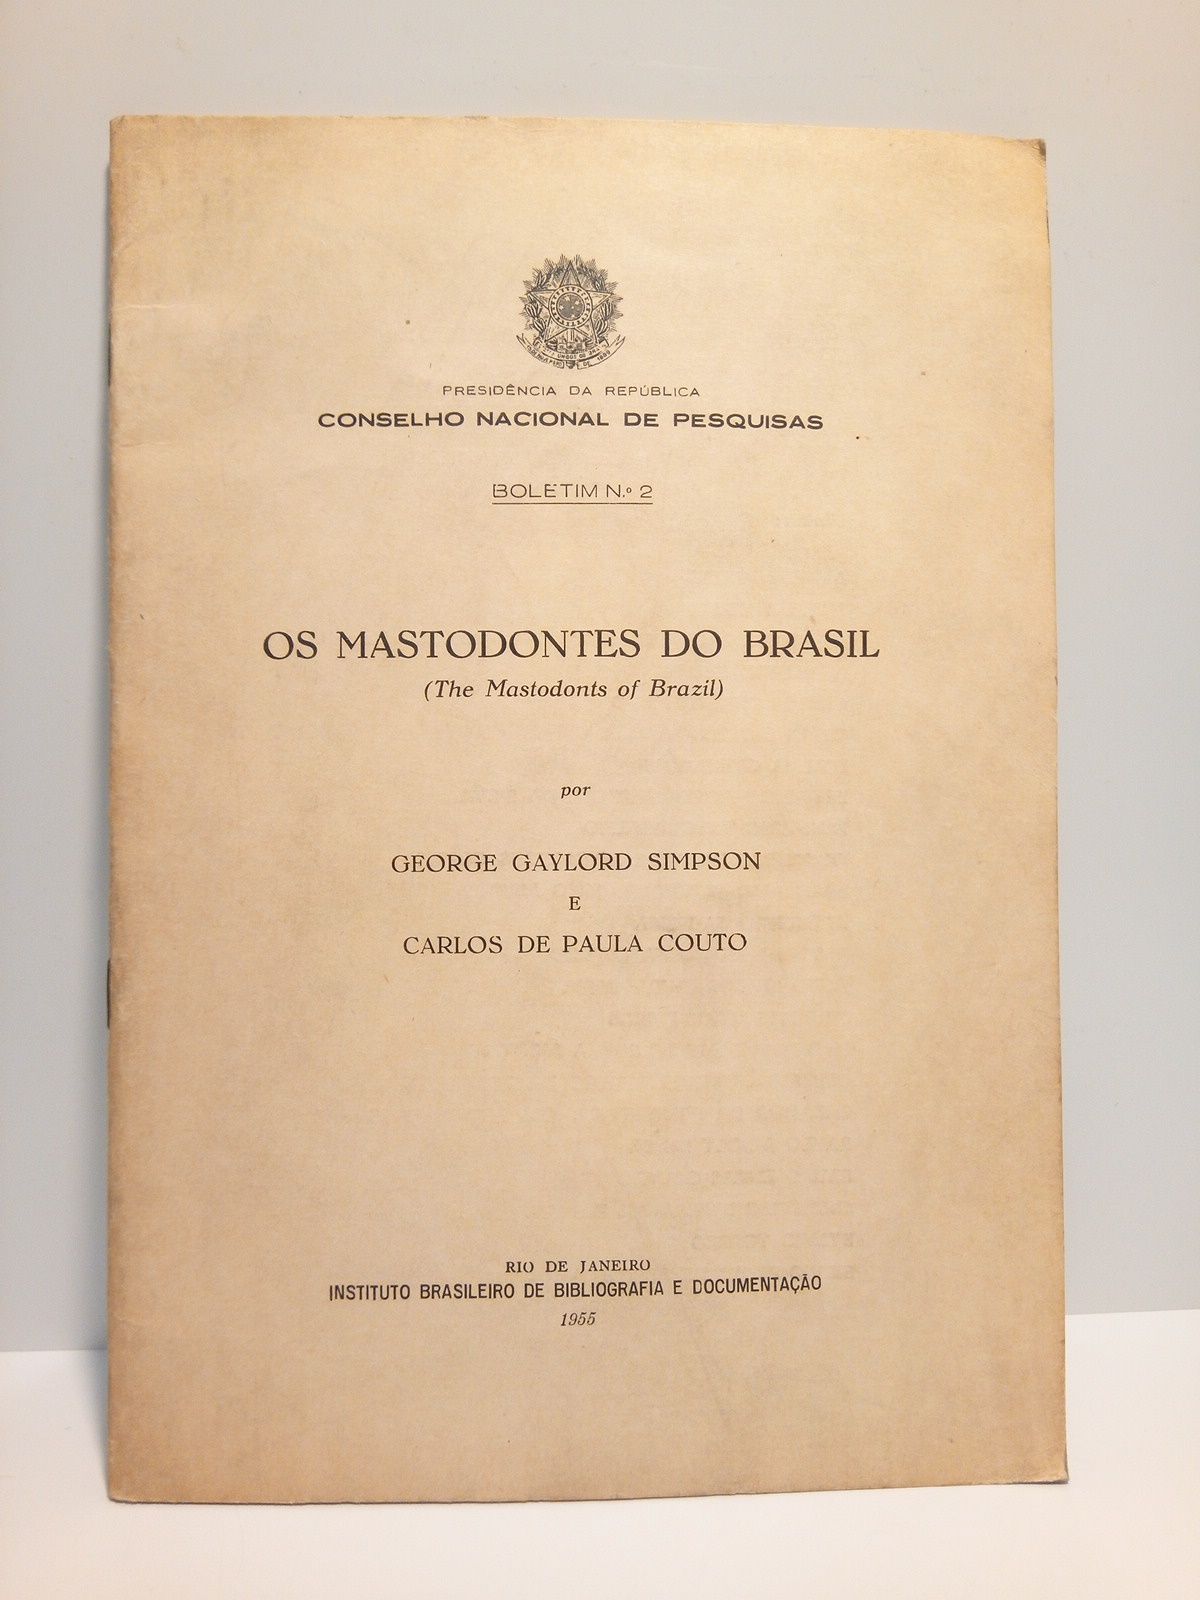 PRESIDÊNCIA DA REPÚBLICA
CONSELHO NACIONAL DE PESQUISAS
BOLETIM N.º 2
OS MASTODONTES DO BRASIL
(The Mastodonts of Brazil)
por
GEORGE GAYLORD SIMPSON
E
CARLOS DE PAULA COUTO
RIO DE JANEIRO
INSTITUTO BRASILEIRO DE BIBLIOGRAFIA E DOCUMENTAÇÃO
1955